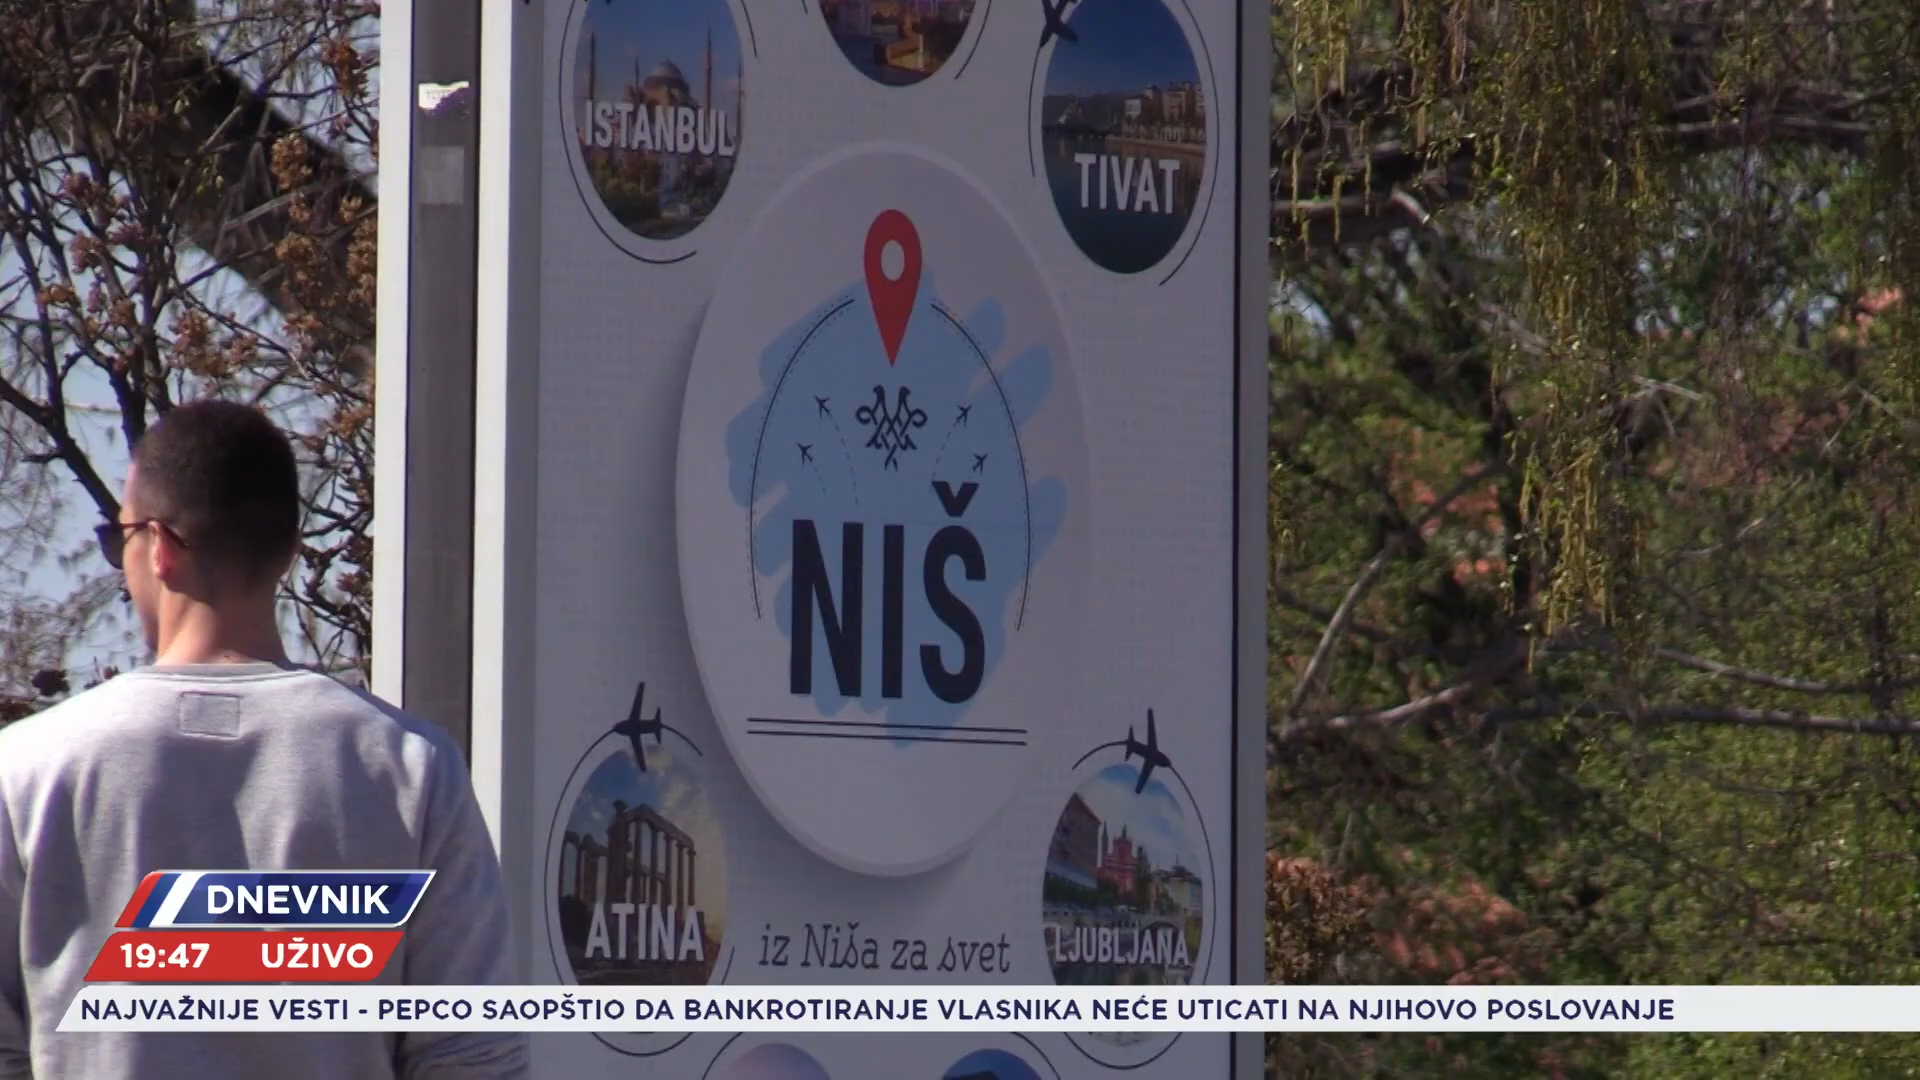 ISTANBUL
TIVAT
NIŠ
ATINA
iz Niša za svet
LJUBLJANA
DNEVNIK
19:47 UŽIVO
NAJVAŽNIJE VESTI - PEPCO SAOPŠTIO DA BANKROTIRANJE VLASNIKA NEĆE UTICATI NA NJIHOVO POSLOVANJE